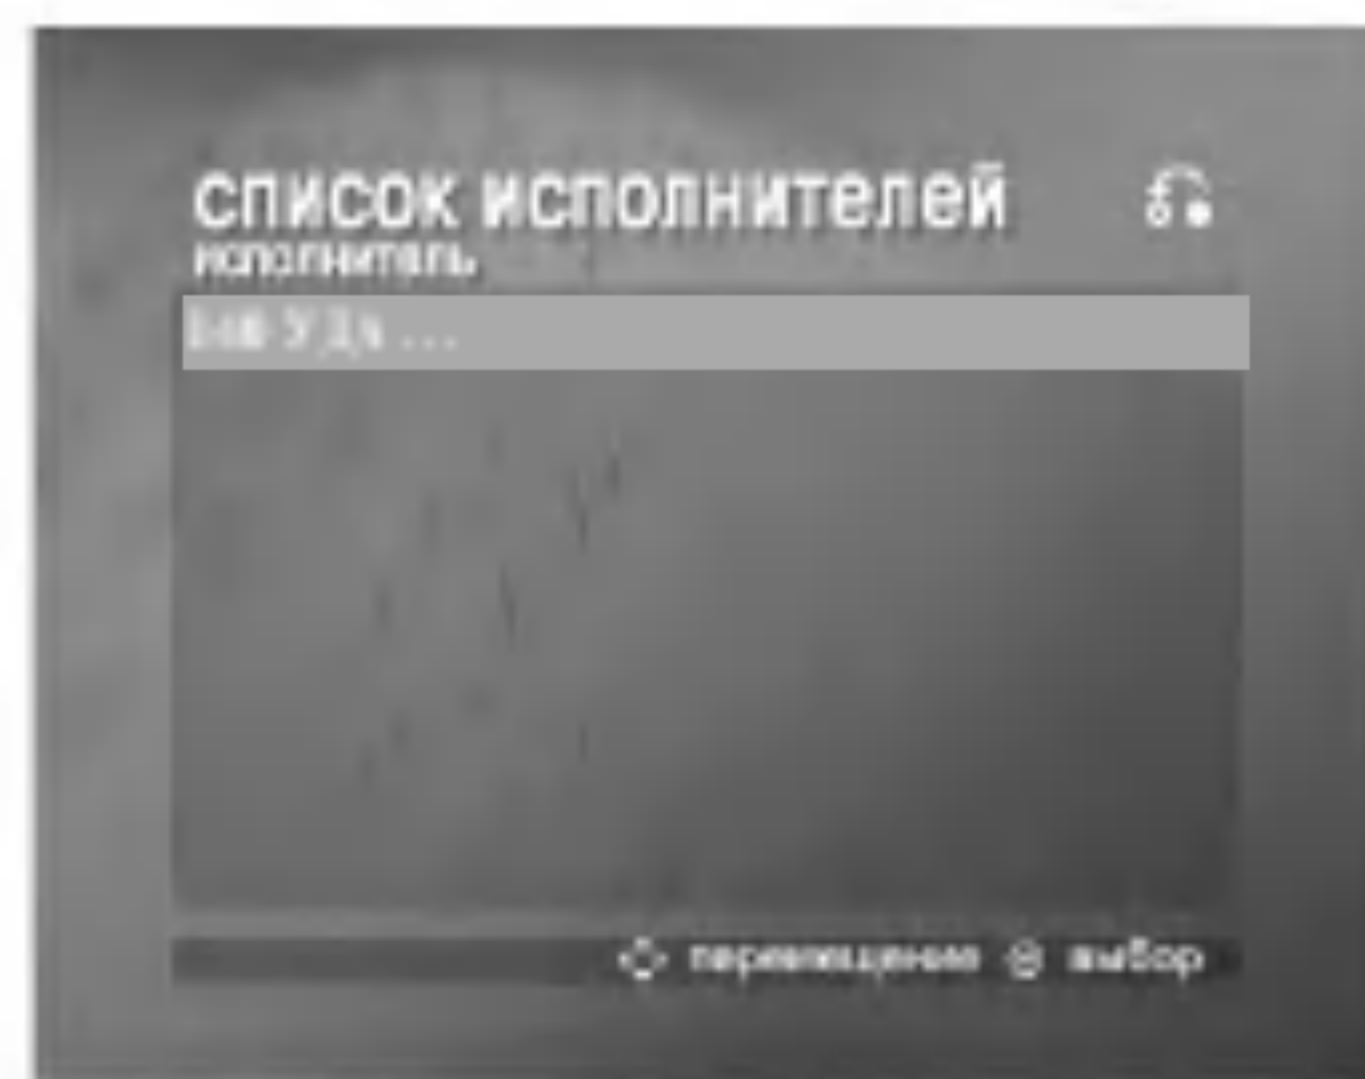 список исполнителей
исполнитель
перемещение выбор